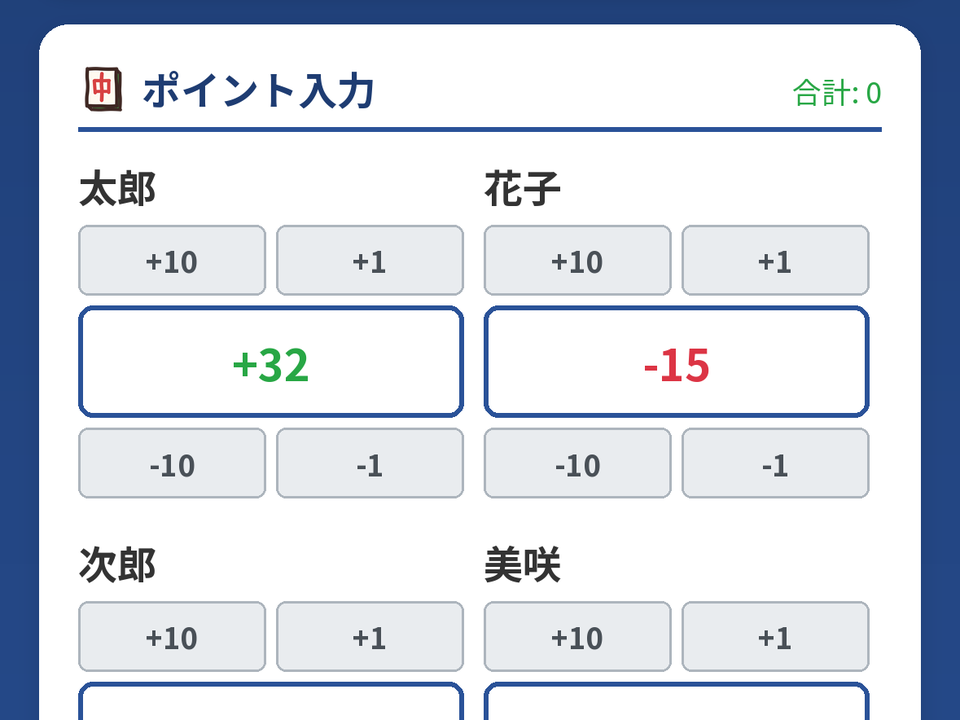 中 ポイント入力 合計: 0
太郎 花子
+10 +1 +10 +1
+32 -15
-10 -1 -10 -1
次郎 美咲
+10 +1 +10 +1